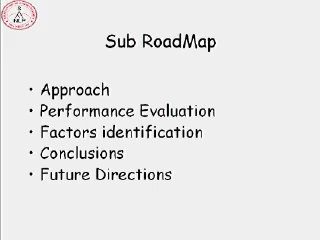 Sub RoadMap
• Approach
• Performance Evaluation
• Factors identification
• Conclusions
• Future Directions